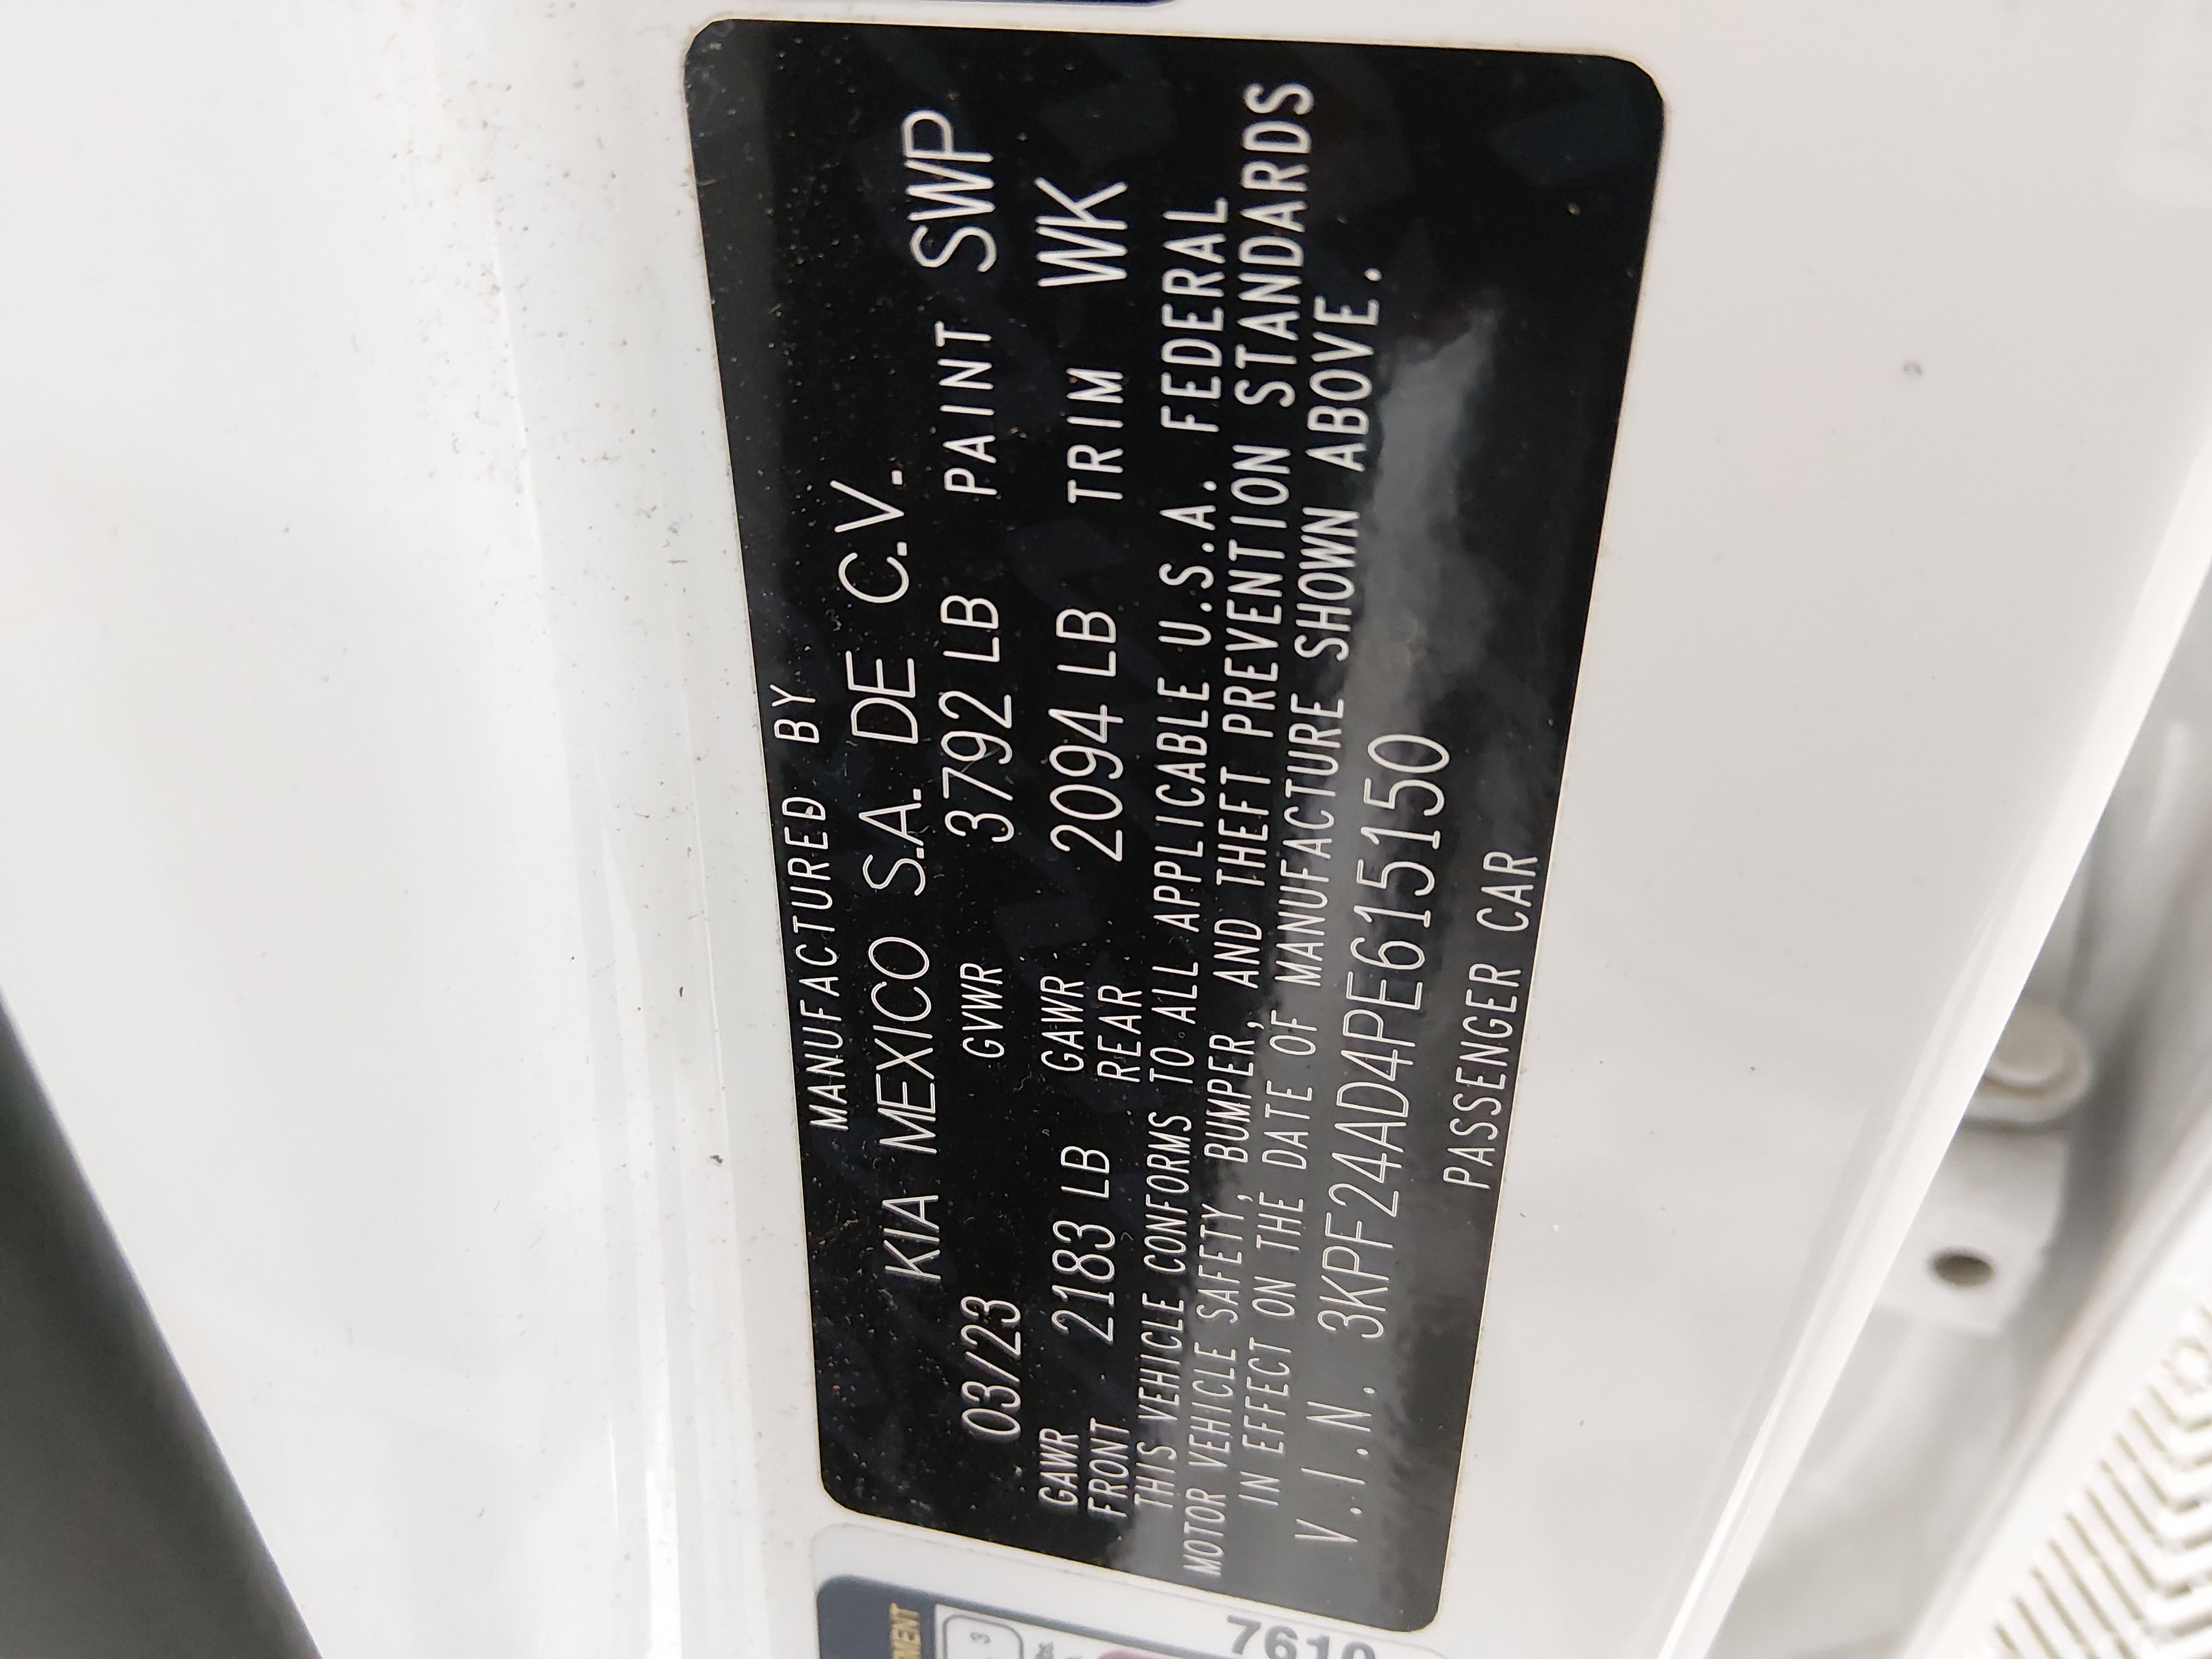 MANUFACTURED BY
KIA MEXICO S.A. DE C.V.
03/23 GVWR 3792 LB PAINT SWP
GAWR FRONT 2183 LB GAWR REAR 2094 LB TRIM WK
THIS VEHICLE CONFORMS TO ALL APPLICABLE U.S.A. FEDERAL
MOTOR VEHICLE SAFETY, BUMPER, AND THEFT PREVENTION STANDARDS
IN EFFECT ON THE DATE OF MANUFACTURE SHOWN ABOVE.
V.I.N. 3KPF24AD4PE615150
PASSENGER CAR
3
7610